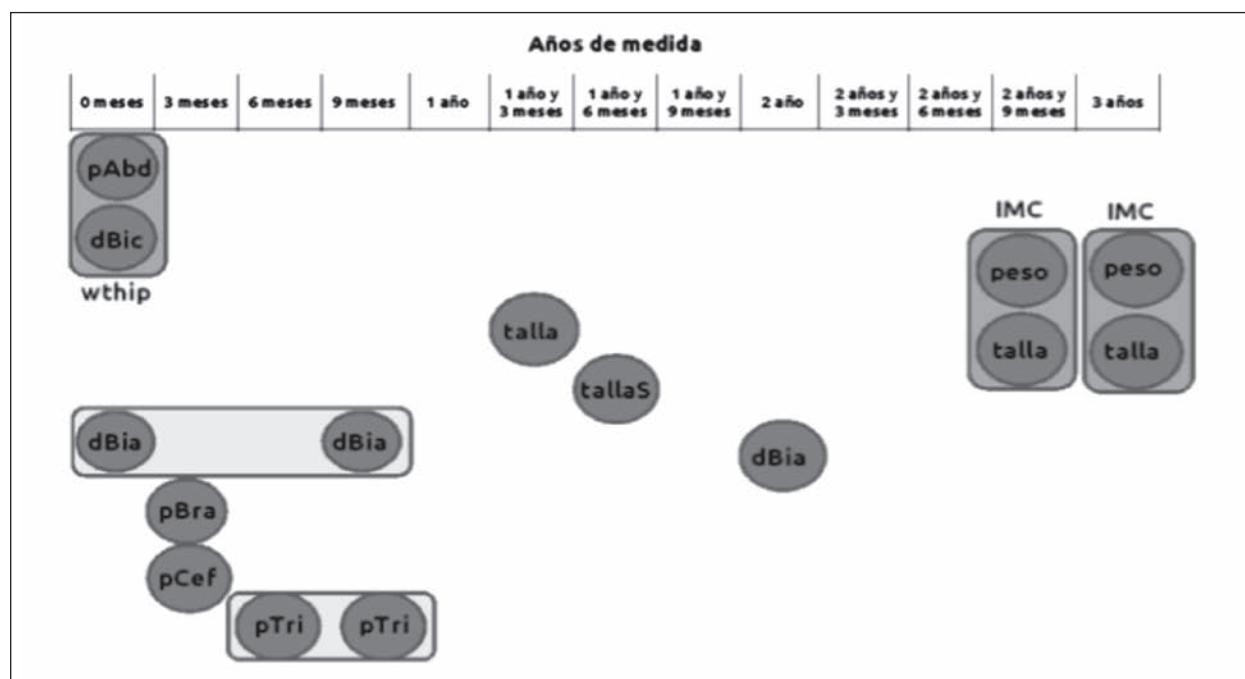 Años de medida
0 meses
3 meses
6 meses
9 meses
1 año
1 año y
3 meses
1 año y
6 meses
1 año y
9 meses
2 año
2 años y
3 meses
2 años y
6 meses
2 años y
9 meses
3 años
pAbd
dBic
wthip
IMC
IMC
peso
peso
talla
talla
talla
tallaS
dBia
dBia
dBia
pBra
pCef
pTri
pTri